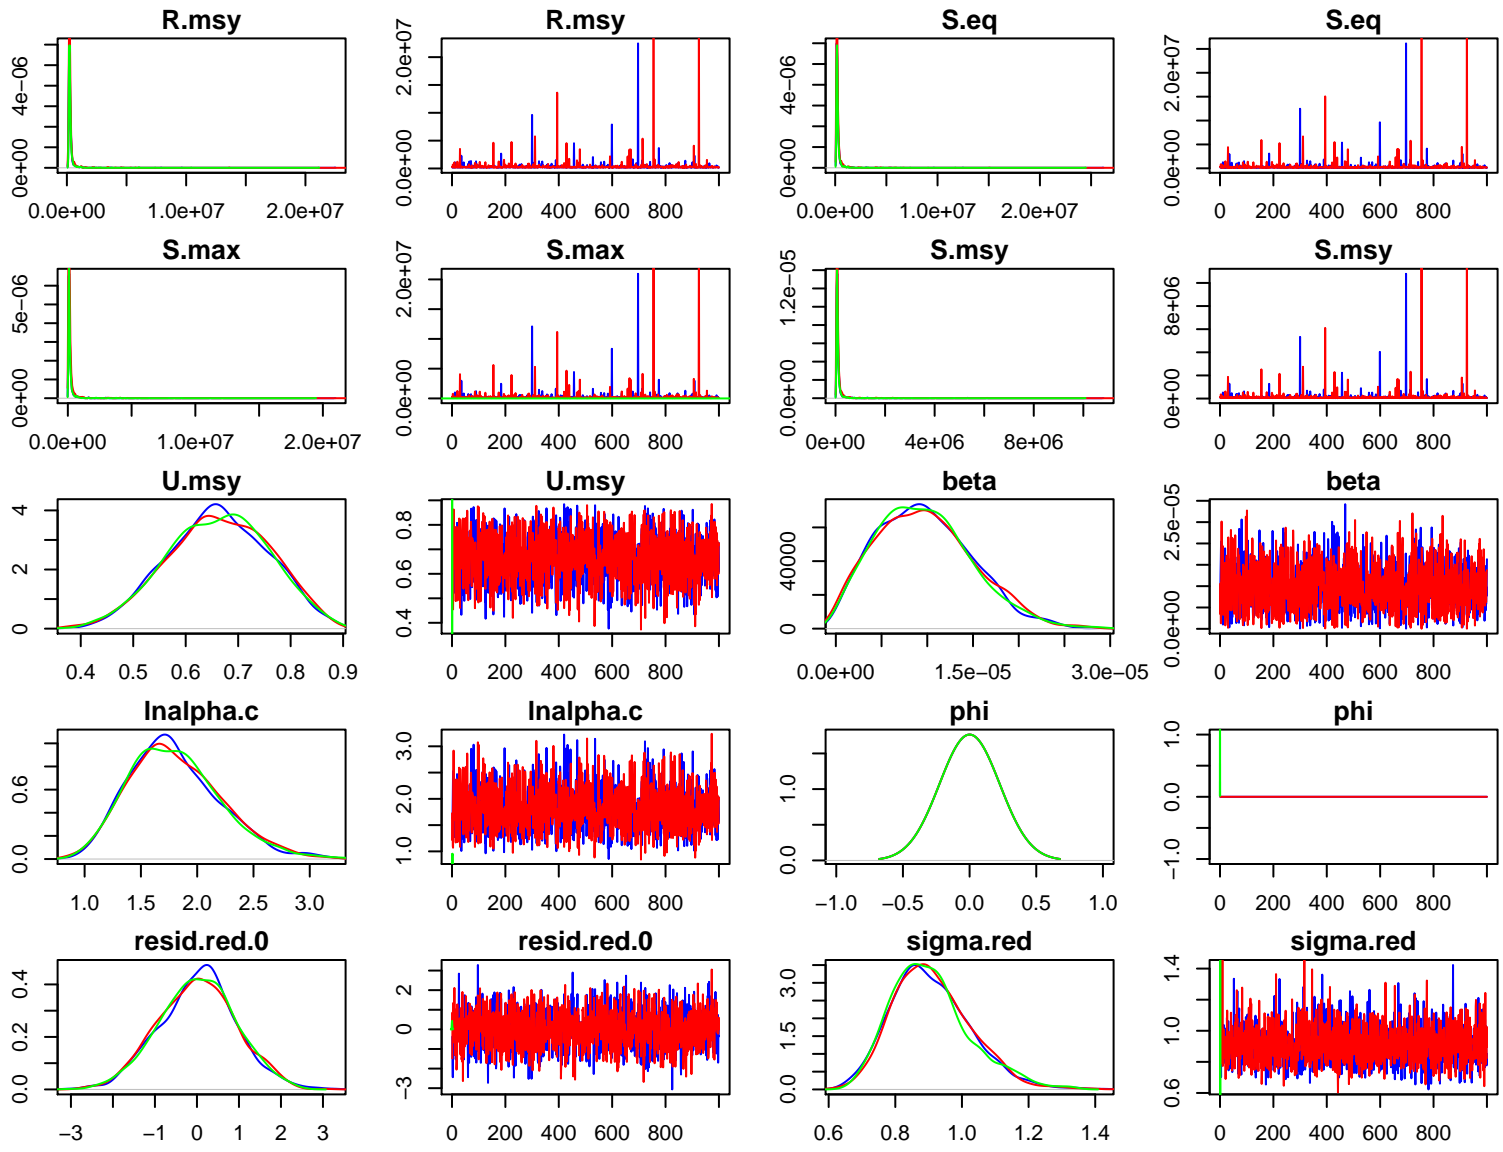 R.msy R.msy S.eq S.eq
0e+00 4e−06 0.0e+00 2.0e+07 0e+00 4e−06 0.0e+00 2.0e+07
0.0e+00 1.0e+07 2.0e+07 0 200 400 600 800 0.0e+00 1.0e+07 2.0e+07 0 200 400 600 800
S.max S.max S.msy S.msy
0e+00 5e−06 0.0e+00 2.0e+07 0.0e+00 1.2e−05 0e+00 8e+06
0.0e+00 1.0e+07 2.0e+07 0 200 400 600 800 0e+00 4e+06 8e+06 0 200 400 600 800
U.msy U.msy beta beta
0 2 4 0.4 0.6 0.8 0 40000 0.0e+00 2.5e−05
0.4 0.5 0.6 0.7 0.8 0.9 0 200 400 600 800 0.0e+00 1.5e−05 3.0e−05 0 200 400 600 800
lnalpha.c lnalpha.c phi phi
0.0 0.6 1.0 2.0 3.0 0.0 1.0 −1.0 0.0 1.0
1.0 1.5 2.0 2.5 3.0 0 200 400 600 800 −1.0 −0.5 0.0 0.5 1.0 0 200 400 600 800
resid.red.0 resid.red.0 sigma.red sigma.red
0.0 0.2 0.4 −3 0 2 0.0 1.5 3.0 0.6 1.0 1.4
−3 −1 0 1 2 3 0 200 400 600 800 0.6 0.8 1.0 1.2 1.4 0 200 400 600 800